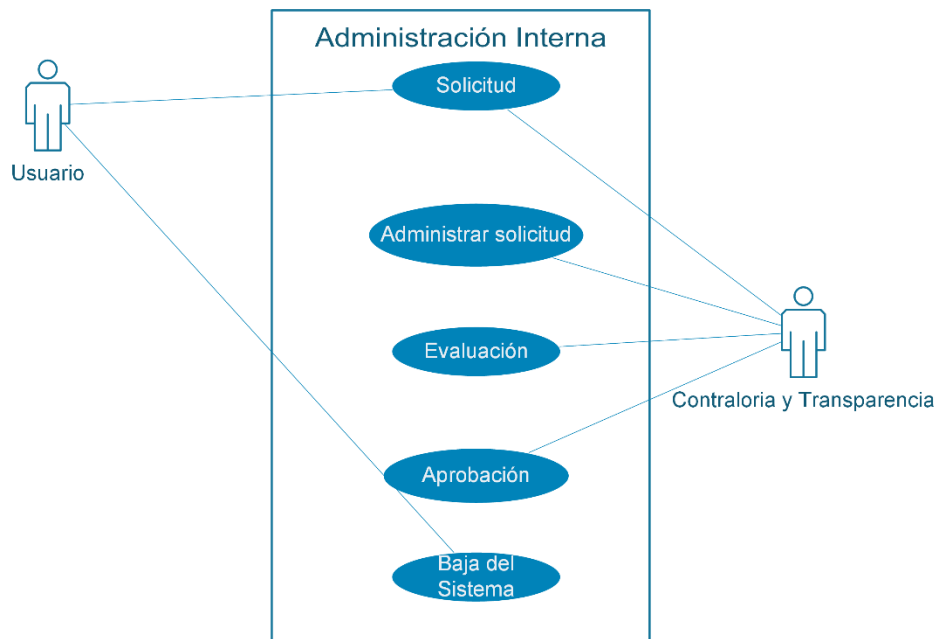 Administración Interna
Solicitud
Usuario
Administrar solicitud
Evaluación
Contraloria y Transparencia
Aprobación
Baja del
Sistema